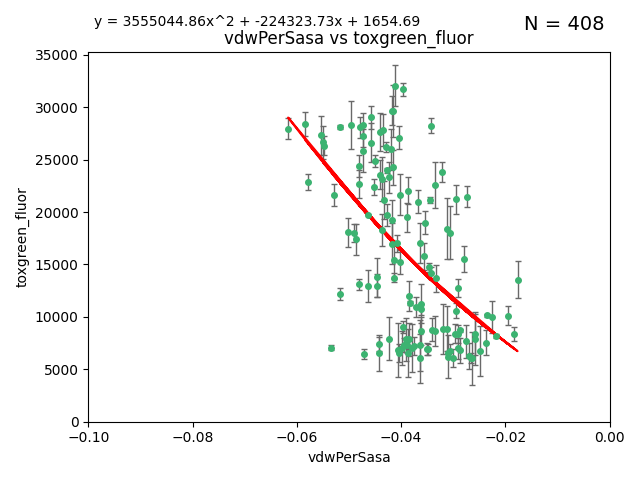 y = 3555044.86x^2 + -224323.73x + 1654.69
N = 408
vdwPerSasa vs toxgreen_fluor
35000
30000
25000
20000
15000
10000
5000
0
toxgreen_fluor
−0.10
−0.08
−0.06
−0.04
−0.02
0.00
vdwPerSasa